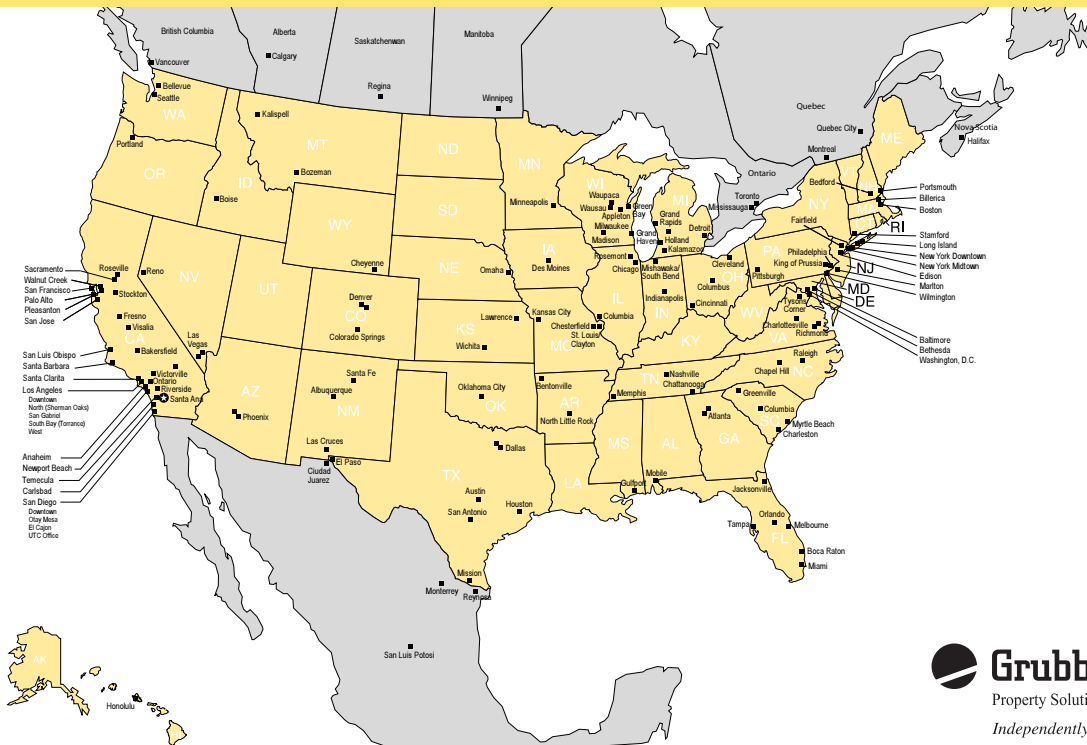 British Columbia
Alberta
Saskatchenwan
Manitoba
Vancouver
Calgary
Regina
Winnipeg
Quebec
Quebec City
Montreal
Nova Scotia
Halifax
Ontario
Toronto
Mississauga
Bellevue
Seattle
WA
Portland
OR
Kalispell
MT
Bozeman
ID
Boise
ND
SD
MN
Minneapolis
WI
Waupaca
Wausau
Green
Bay
Appleton
Milwaukee
Madison
MI
Grand
Rapids
Grand
Haven
Holland
Kalamazoo
Detroit
ME
VT
NY
Bedford
Fairfield
Portsmouth
Billerica
Boston
RI
Stamford
Long Island
New York Downtown
New York Midtown
Edison
Marlton
Wilmington
PA
Philadelphia
King of Prussia
Pittsburgh
NJ
MD
DE
Baltimore
Bethesda
Washington, D.C.
WY
Cheyenne
NE
Omaha
IA
Des Moines
Rosemont
Chicago
Mishawaka/
South Bend
Cleveland
OH
Columbus
Cincinnati
IL
IN
Indianapolis
WV
Tysons
Corner
Charlottesville
Richmond
VA
Sacramento
Walnut Creek
San Francisco
Palo Alto
Pleasanton
San Jose
Roseville
Stockton
Reno
NV
UT
Denver
CO
Colorado Springs
KS
Lawrence
Wichita
Kansas City
Columbia
Chesterfield
St. Louis/
Clayton
MO
KY
Fresno
Visalia
CA
Bakersfield
Las
Vegas
San Luis Obispo
Santa Barbara
Santa Clarita
Los Angeles
Downtown
North (Sherman Oaks)
San Gabriel
South Bay (Torrance)
West
Victorville
Ontario
Riverside
Santa Ana
Anaheim
Newport Beach
Temecula
Carlsbad
San Diego
Downtown
Otay Mesa
El Cajon
UTC Office
AZ
Phoenix
Santa Fe
Albuquerque
NM
Las Cruces
El Paso
Ciudad
Juarez
Oklahoma City
OK
Bentonville
AR
North Little Rock
TN
Nashville
Chattanooga
Memphis
Raleigh
Chapel Hill
NC
Greenville
Columbia
SC
Myrtle Beach
Charleston
Atlanta
GA
MS
AL
LA
Gulfport
Mobile
Jacksonville
TX
Dallas
Austin
Houston
San Antonio
Mission
Monterrey
Reynosa
San Luis Potosi
Orlando
Tampa
Melbourne
FL
Boca Raton
Miami
AK
Honolulu
Grubb
Property Soluti
Independently